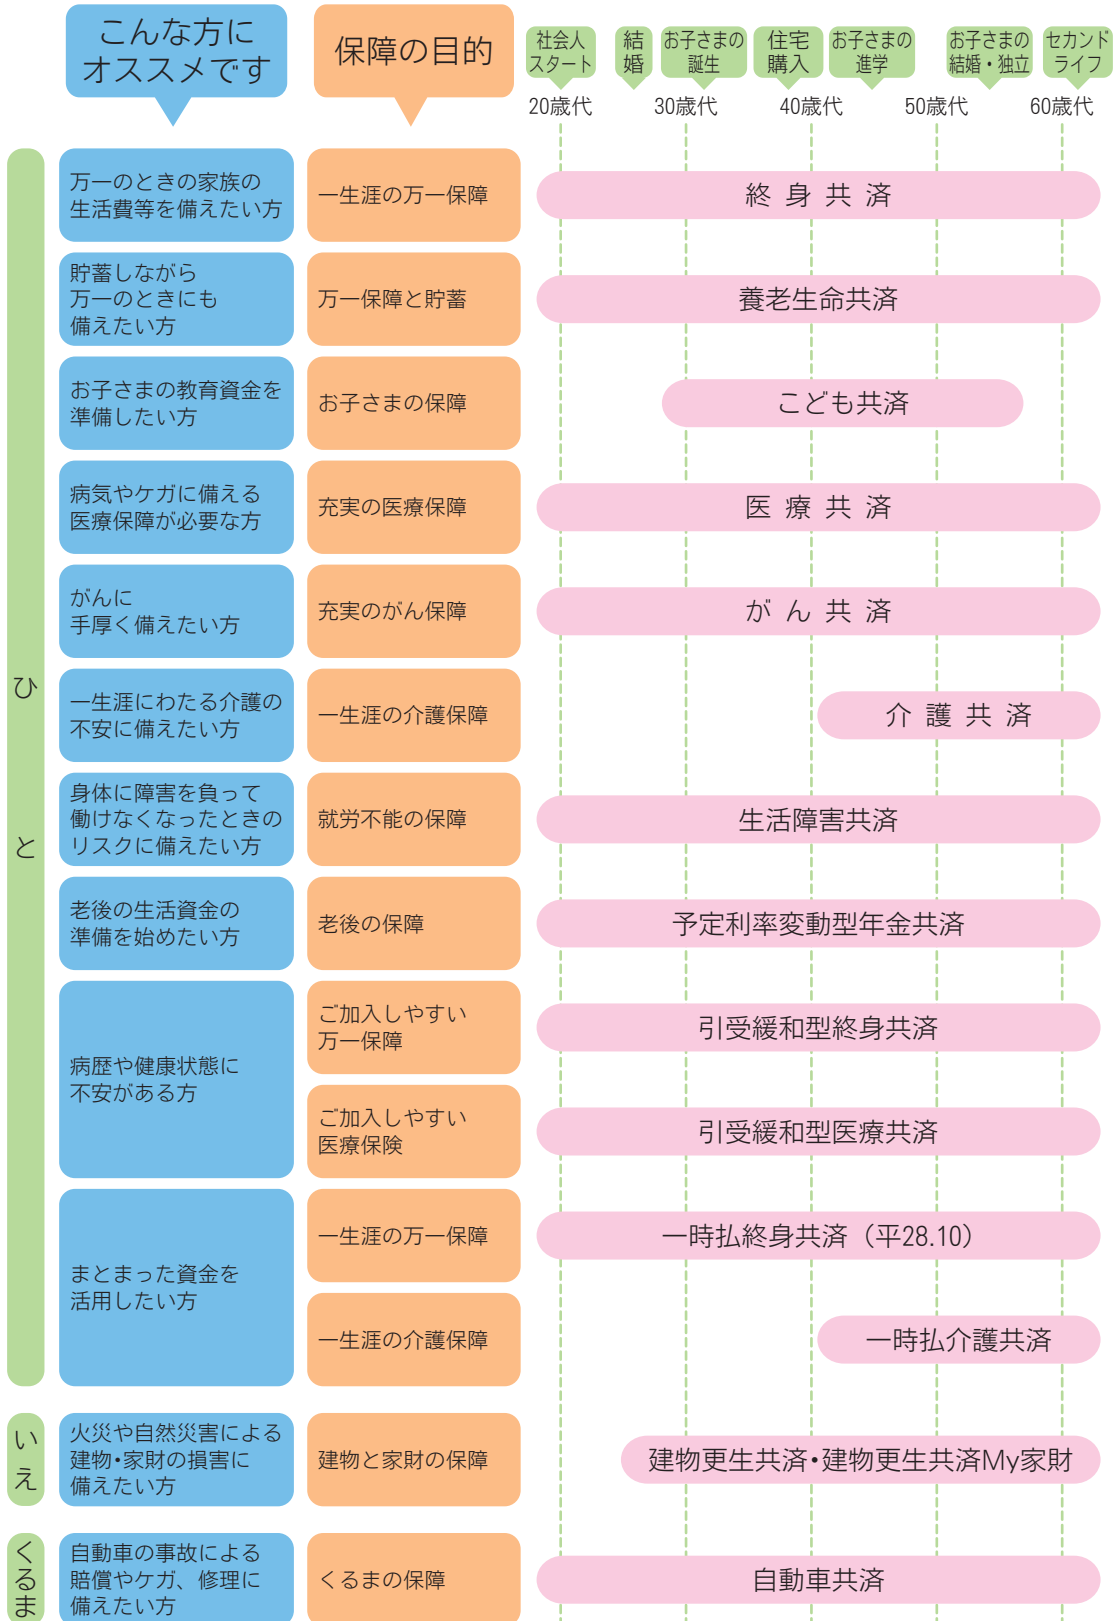 こんな方に
オススメです
保障の目的
社会人
スタート
結
婚
お子さまの
誕生
住宅
購入
お子さまの
進学
お子さまの
結婚・独立
セカンド
ライフ
20歳代
30歳代
40歳代
50歳代
60歳代
ひと
万一のときの家族の
生活費等を備えたい方
一生涯の万一保障
終身共済
貯蓄しながら
万一のときにも
備えたい方
万一保障と貯蓄
養老生命共済
お子さまの教育資金を
準備したい方
お子さまの保障
こども共済
病気やケガに備える
医療保障が必要な方
充実の医療保障
医療共済
がんに
手厚く備えたい方
充実のがん保障
がん共済
一生涯にわたる介護の
不安に備えたい方
一生涯の介護保障
介護共済
身体に障害を負って
働けなくなったときの
リスクに備えたい方
就労不能の保障
生活障害共済
老後の生活資金の
準備を始めたい方
老後の保障
予定利率変動型年金共済
病歴や健康状態に
不安がある方
ご加入しやすい
万一保障
引受緩和型終身共済
ご加入しやすい
医療保険
引受緩和型医療共済
まとまった資金を
活用したい方
一生涯の万一保障
一時払終身共済（平28.10）
一生涯の介護保障
一時払介護共済
いえ
火災や自然災害による
建物・家財の損害に
備えたい方
建物と家財の保障
建物更生共済・建物更生共済My家財
くるま
自動車の事故による
賠償やケガ、修理に
備えたい方
くるまの保障
自動車共済